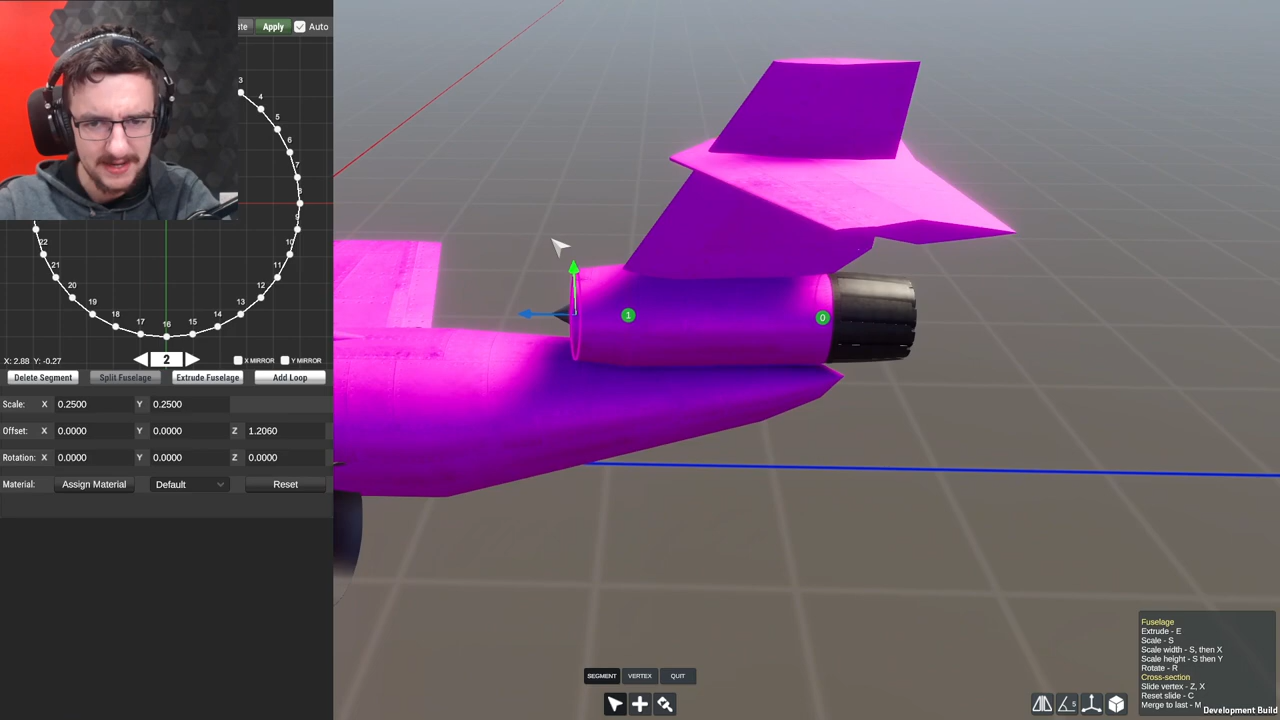 ste Apply Auto
3
4
5
6
7
8
9
10
11
12
13
14
15
16
17
18
19
20
21
22
X: 2.88 Y: -0.27
2
X MIRROR Y MIRROR
Delete Segment Split Fuselage Extrude Fuselage Add Loop
Scale: X 0.2500 Y 0.2500
Offset: X 0.0000 Y 0.0000 Z 1.2060
Rotation: X 0.0000 Y 0.0000 Z 0.0000
Material: Assign Material Default Reset
1
0
SEGMENT VERTEX QUIT
Fuselage
Extrude - E
Scale - S
Scale width - S, then X
Scale height - S then Y
Rotate - R
Cross-section
Slide vertex - Z, X
Reset slide - C
Merge to last - M
Development Build